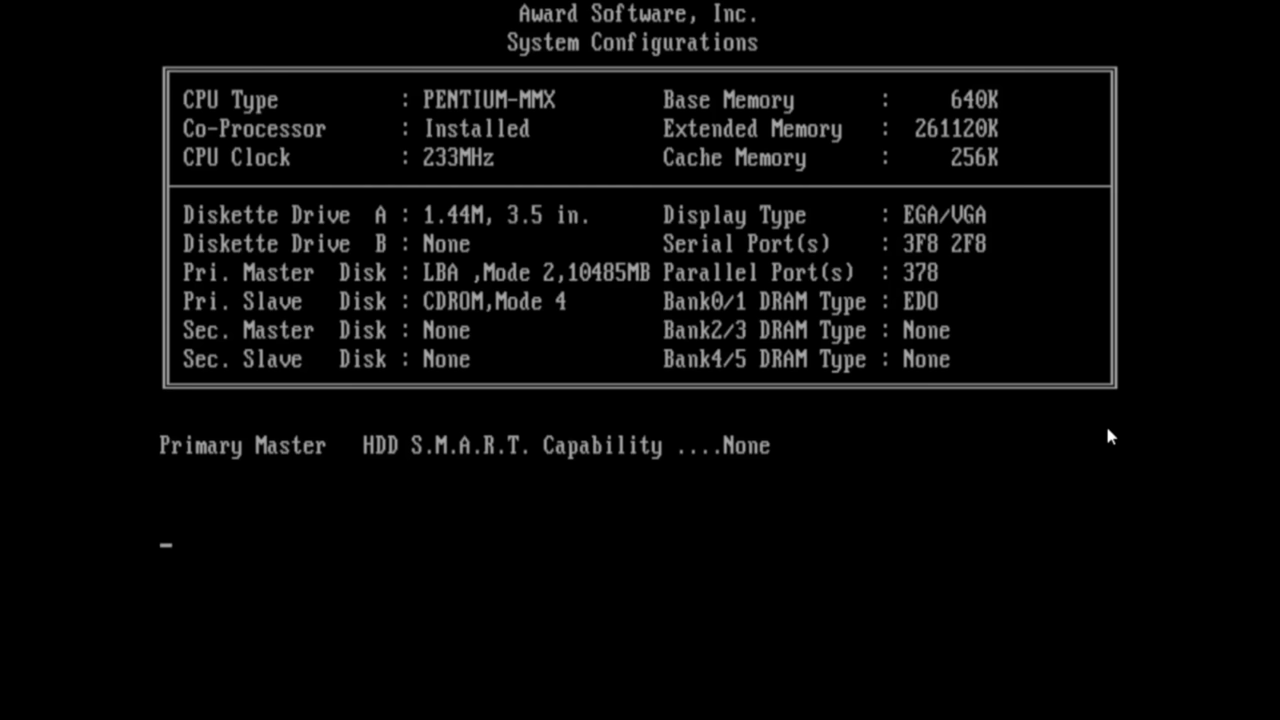 Award Software, Inc.
System Configurations
CPU Type : PENTIUM-MMX Base Memory : 640K
Co-Processor : Installed Extended Memory : 261120K
CPU Clock : 233MHz Cache Memory : 256K
Diskette Drive A : 1.44M, 3.5 in. Display Type : EGA/VGA
Diskette Drive B : None Serial Port(s) : 3F8 2F8
Pri. Master Disk : LBA ,Mode 2,10485MB Parallel Port(s) : 378
Pri. Slave Disk : CDROM,Mode 4 Bank0/1 DRAM Type : EDO
Sec. Master Disk : None Bank2/3 DRAM Type : None
Sec. Slave Disk : None Bank4/5 DRAM Type : None
Primary Master HDD S.M.A.R.T. Capability ....None
_